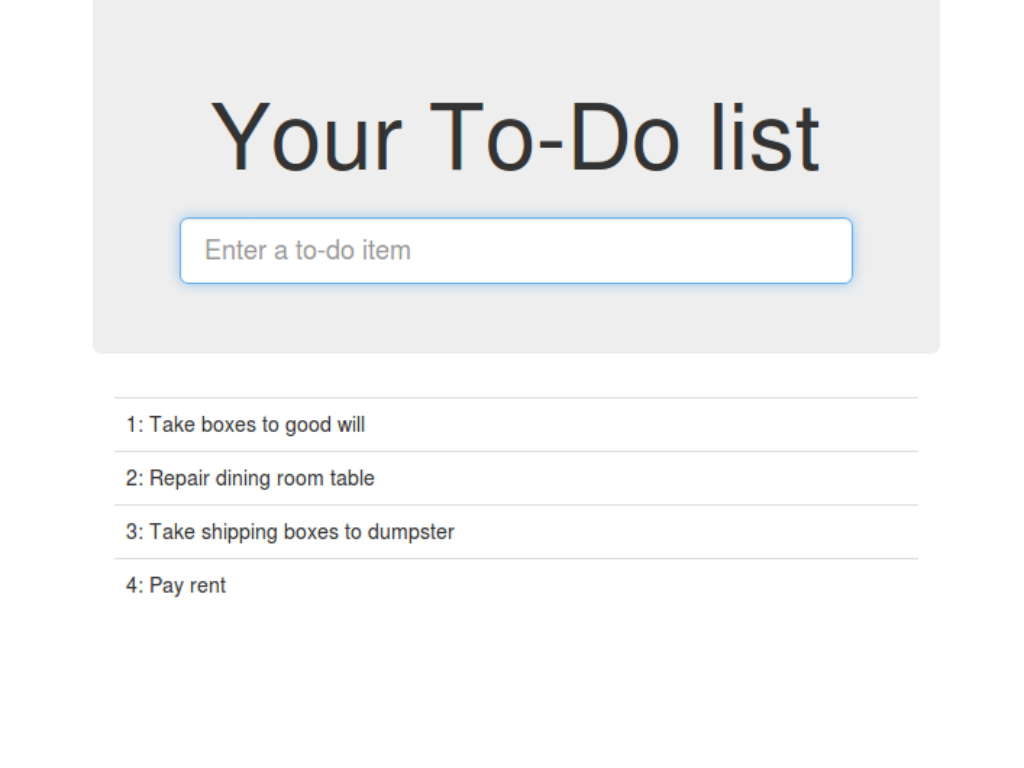 Your To-Do list
Enter a to-do item
1: Take boxes to good will
2: Repair dining room table
3: Take shipping boxes to dumpster
4: Pay rent